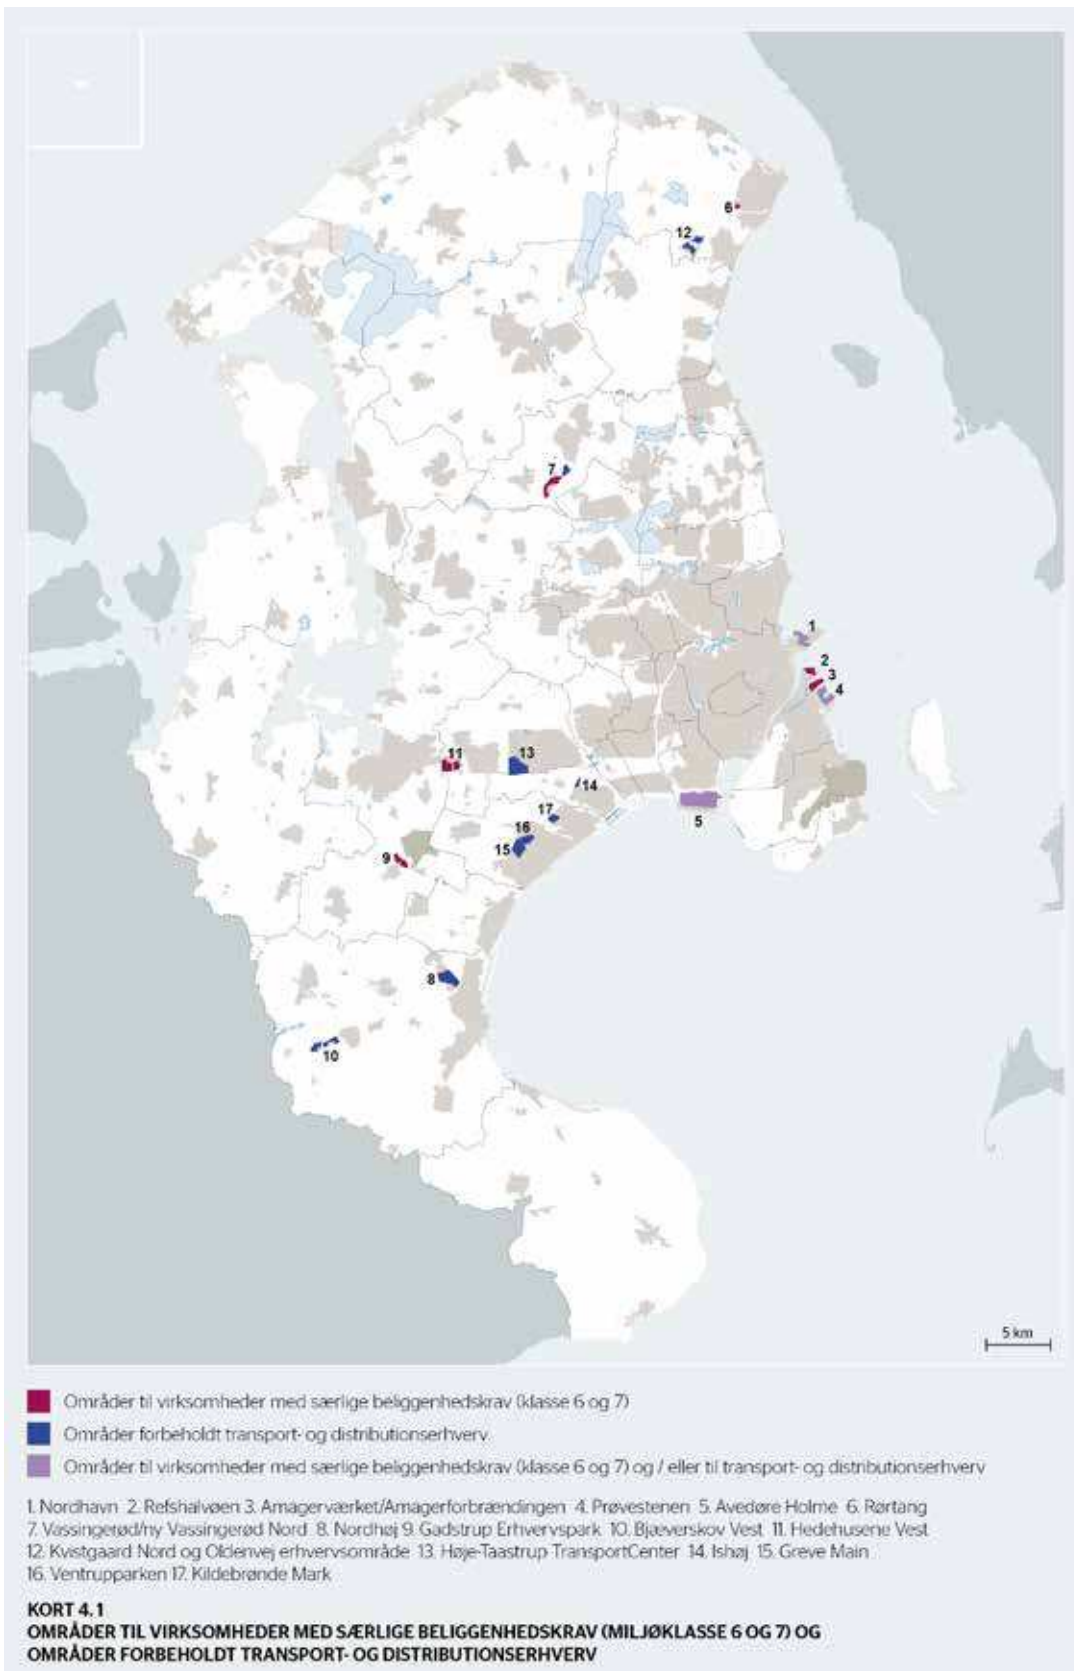 6
12
7
1
2
3
4
11
13
14
5
17
16
15
9
8
10
5 km
Områder til virksomheder med særlige beliggenhedskrav (klasse 6 og 7)
Områder forbeholdt transport- og distributionserhverv.
Områder til virksomheder med særlige beliggenhedskrav (klasse 6 og 7) og / eller til transport- og distributionserhverv
1. Nordhavn 2. Refshaløen 3. Amagerværket/Amagerforbrændingen 4. Prøvestenen 5. Avedøre Holme 6. Rørtang
7. Vassingerød/ny Vassingerød Nord 8. Nordhøj 9. Gadstrup Erhvervspark 10. Bjæverskov Vest 11. Hedehusene Vest
12. Kvistgaard Nord og Oldenvej erhvervsområde 13. Høje-Taastrup TransportCenter 14. Ishøj 15. Greve Main
16. Ventrupparken 17. Kildebrønde Mark
KORT 4.1
OMRÅDER TIL VIRKSOMHEDER MED SÆRLIGE BELIGGENHEDSKRAV (MILJØKLASSE 6 OG 7) OG
OMRÅDER FORBEHOLDT TRANSPORT- OG DISTRIBUTIONSERHVERV